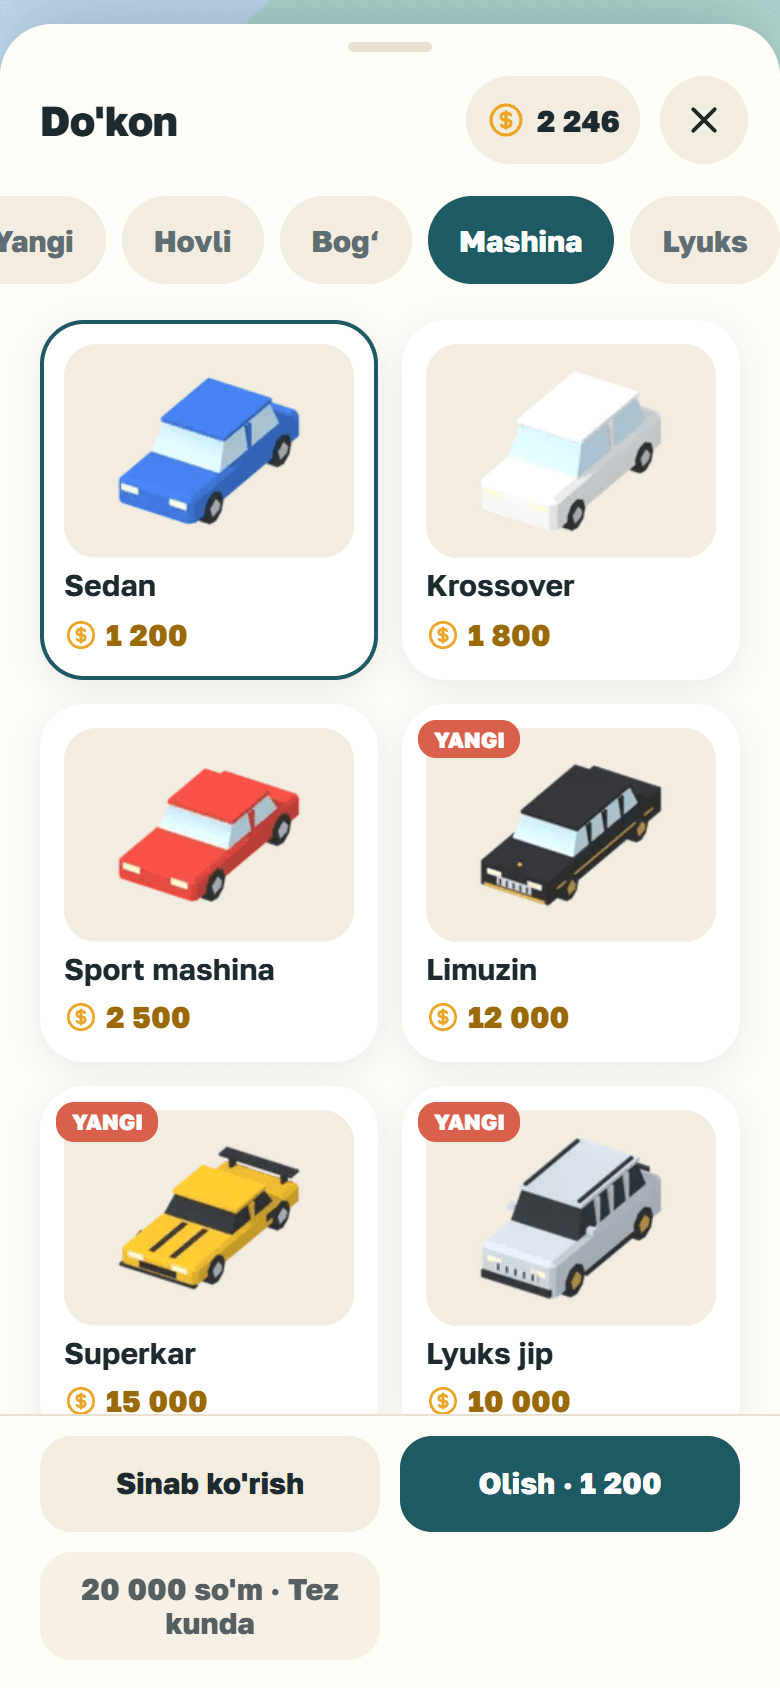 Do'kon
2 246
Yangi
Hovli
Bog‘
Mashina
Lyuks
Sedan
1 200
Krossover
1 800
Sport mashina
2 500
YANGI
Limuzin
12 000
YANGI
Superkar
15 000
YANGI
Lyuks jip
10 000
Sinab ko'rish
Olish · 1 200
20 000 so'm · Tez
kunda